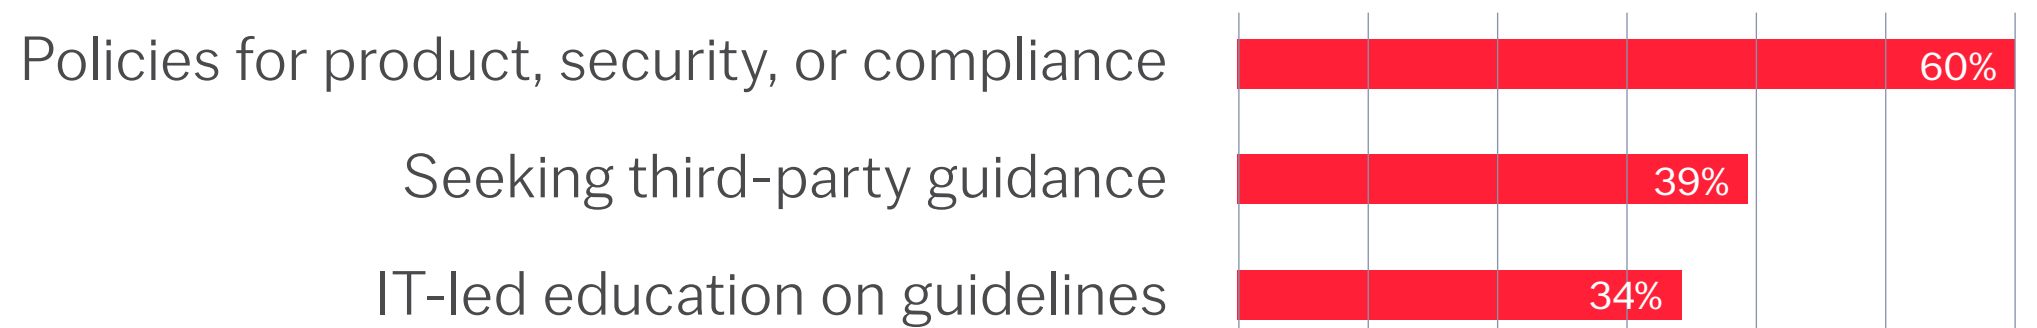 Policies for product, security, or compliance 60%
Seeking third-party guidance 39%
IT-led education on guidelines 34%